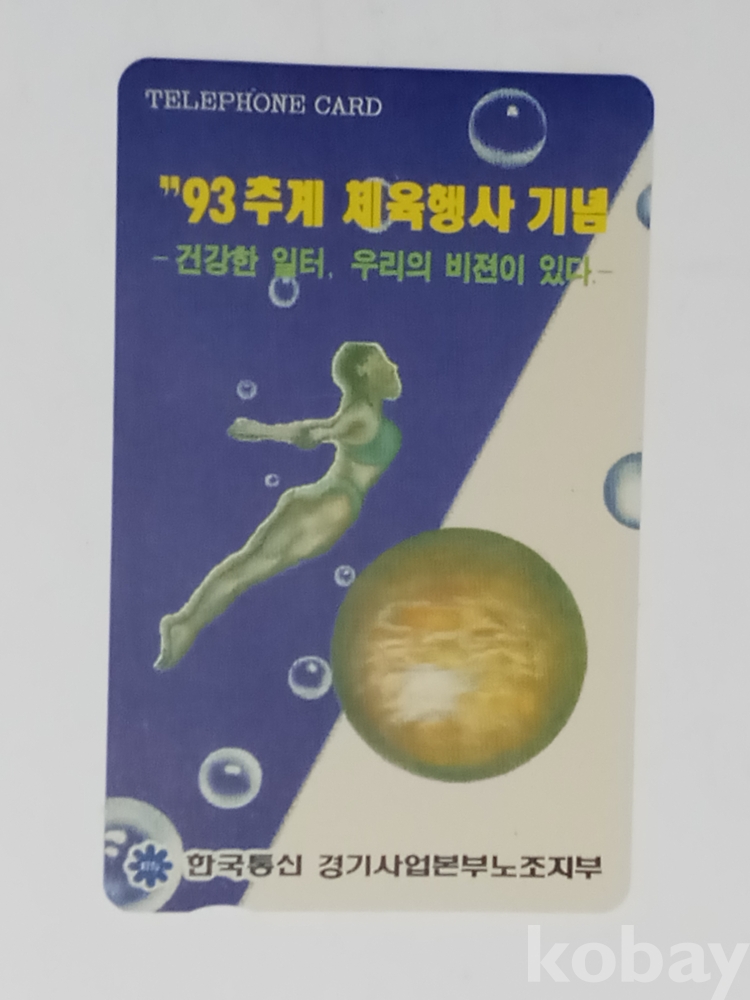 TELEPHONE CARD
"93 추계 체육행사 기념
- 건강한 일터, 우리의 비젼이 있다. -
한국통신 경기사업본부노조지부
kobay